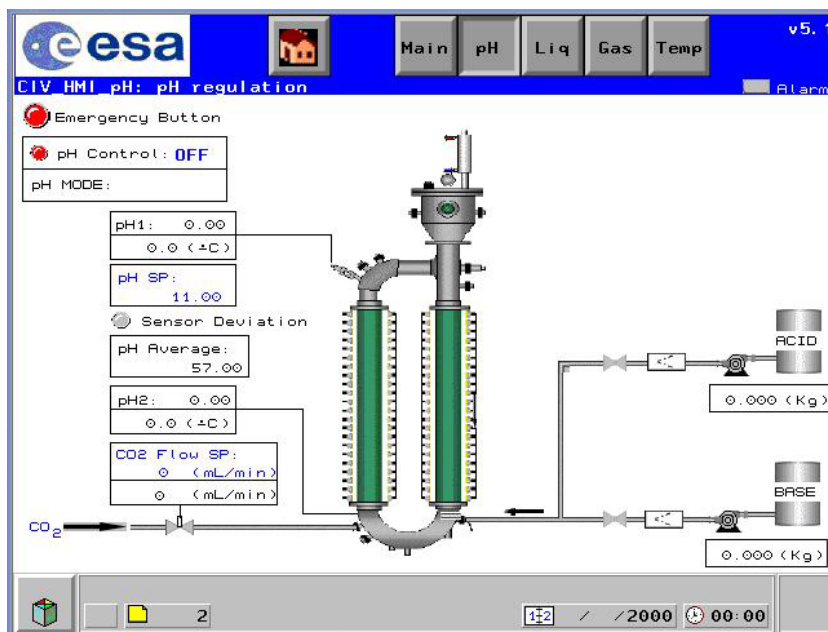 esa
Main pH Liq Gas Temp
v5.1
CIV_HMI_pH: pH regulation
Alarm
Emergency Button
pH Control: OFF
pH MODE:
pH1: 0.00
0.0 (°C)
pH SP:
11.00
Sensor Deviation
pH Average:
57.00
pH2: 0.00
0.0 (°C)
CO2 Flow SP:
0 (mL/min)
0 (mL/min)
CO2
ACID
0.000 (Kg)
BASE
0.000 (Kg)
2
1 2 / /2000 00:00